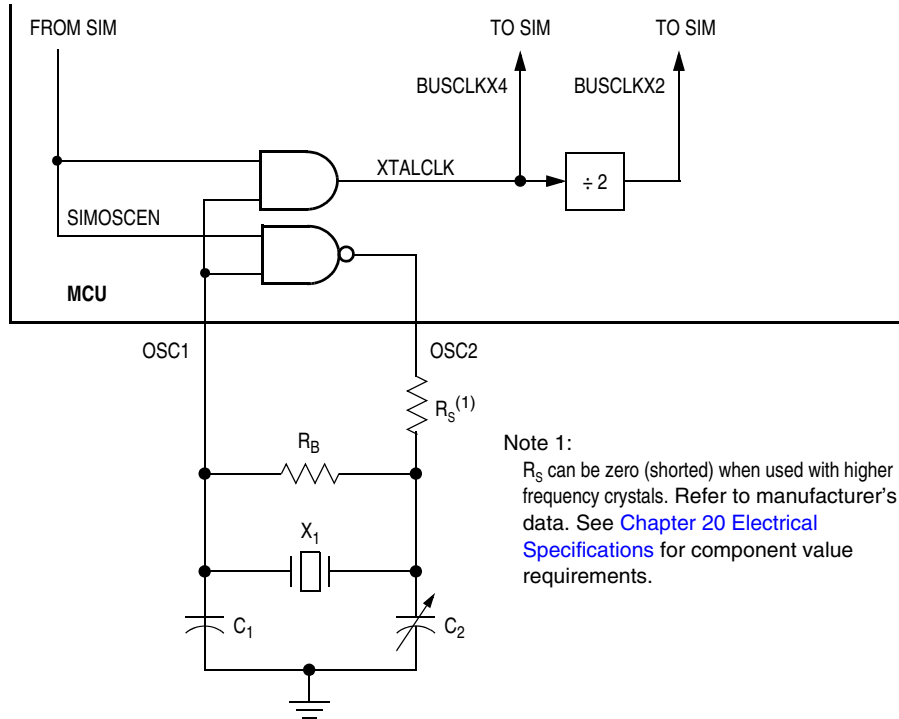 FROM SIM
TO SIM
TO SIM
BUSCLKX4
BUSCLKX2
XTALCLK
÷ 2
SIMOSCEN
MCU
OSC1
OSC2
RS(1)
RB
X1
C1
C2
Note 1:
RS can be zero (shorted) when used with higher
frequency crystals. Refer to manufacturer's
data. See Chapter 20 Electrical
Specifications for component value
requirements.